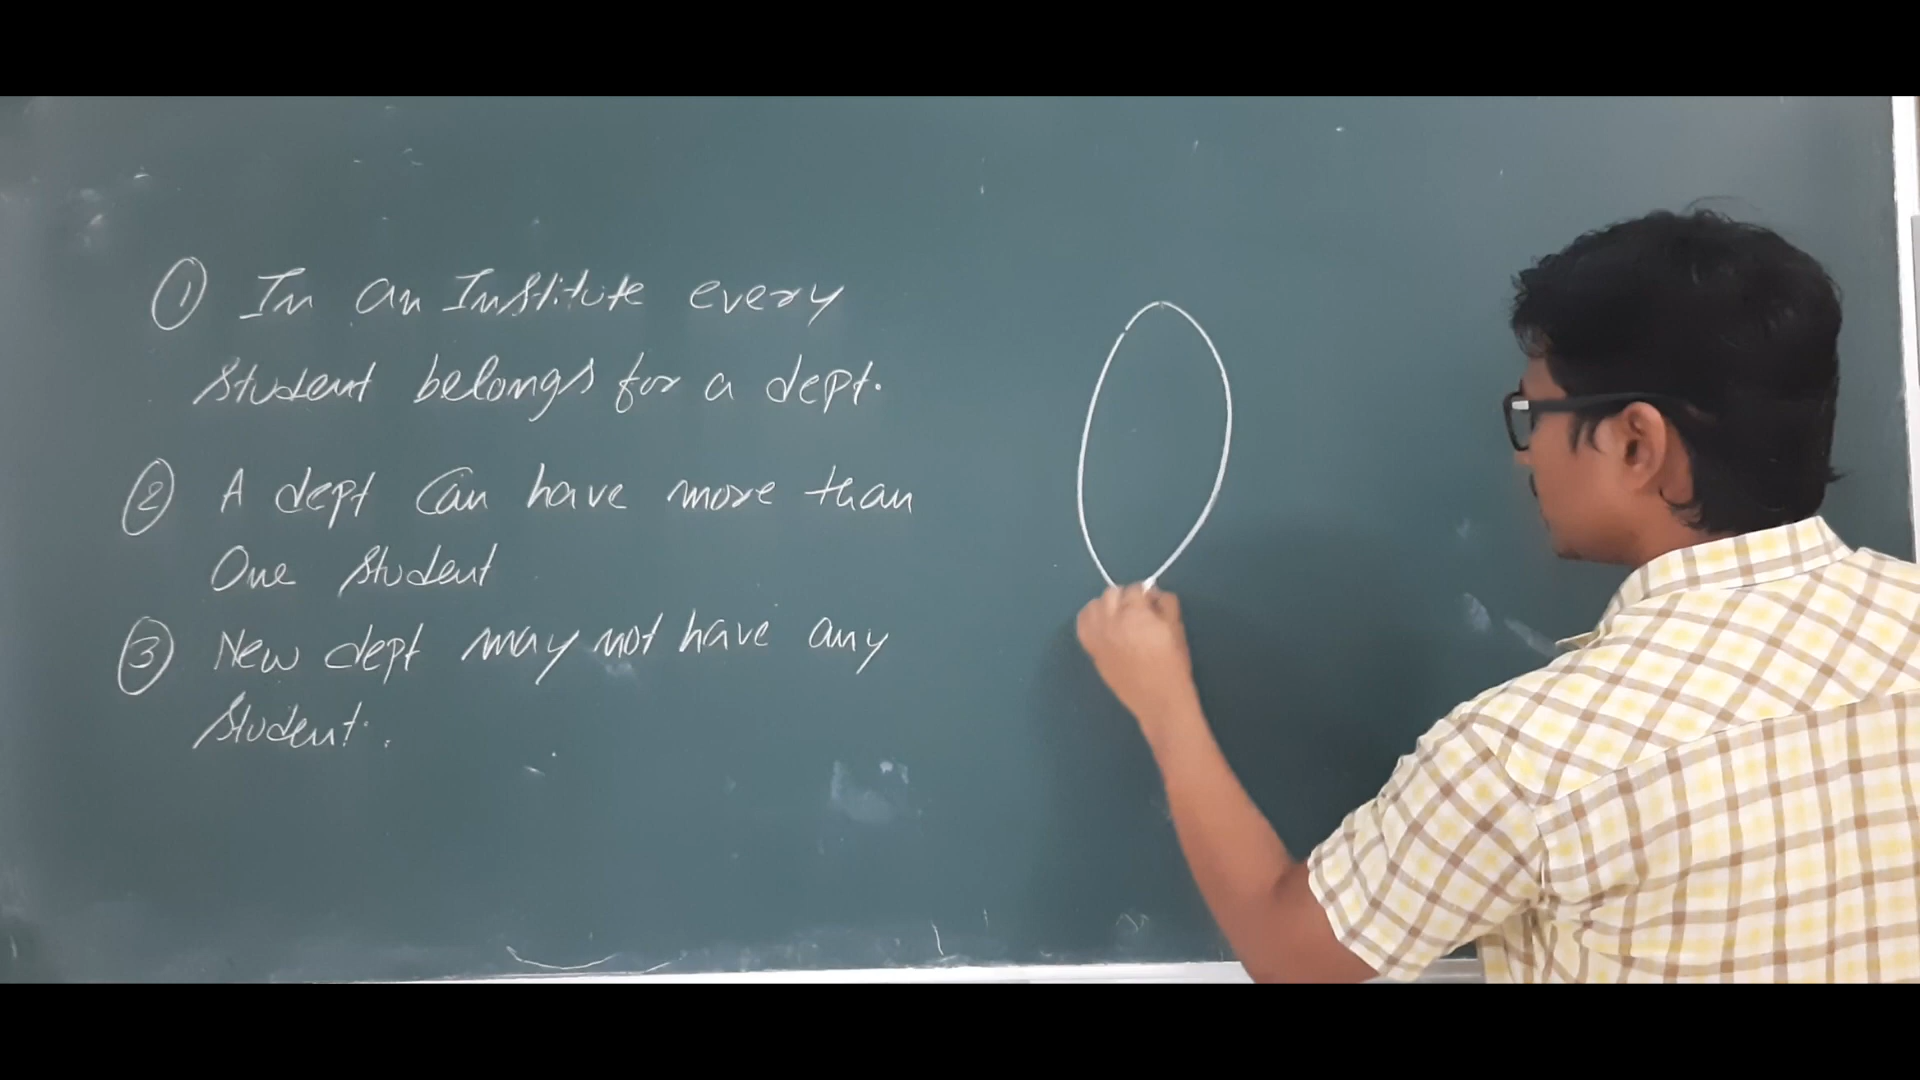 ① In an Institute every
student belongs for a dept.
② A dept Can have more than
One student
③ New dept may not have any
student.